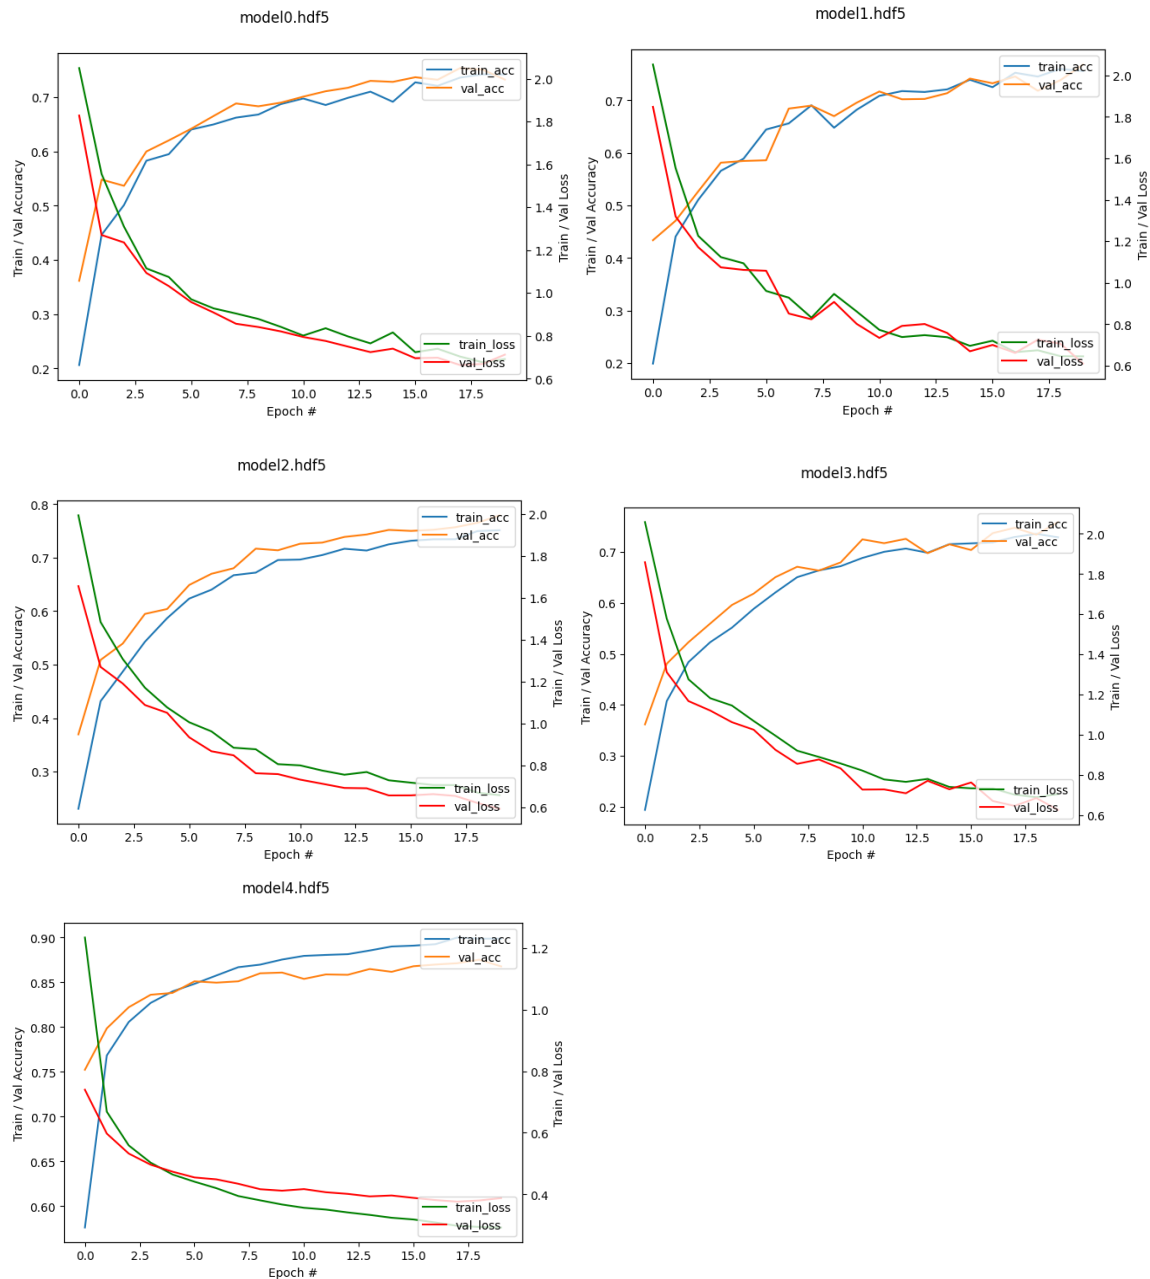 model0.hdf5
train_acc
val_acc
train_loss
val_loss
0.7
0.6
0.5
0.4
0.3
0.2
Train / Val Accuracy
2.0
1.8
1.6
1.4
1.2
1.0
0.8
0.6
Train / Val Loss
0.0 2.5 5.0 7.5 10.0 12.5 15.0 17.5
Epoch #
model1.hdf5
train_acc
val_acc
train_loss
val_loss
0.7
0.6
0.5
0.4
0.3
0.2
Train / Val Accuracy
2.0
1.8
1.6
1.4
1.2
1.0
0.8
0.6
Train / Val Loss
0.0 2.5 5.0 7.5 10.0 12.5 15.0 17.5
Epoch #
model2.hdf5
train_acc
val_acc
train_loss
val_loss
0.8
0.7
0.6
0.5
0.4
0.3
Train / Val Accuracy
2.0
1.8
1.6
1.4
1.2
1.0
0.8
0.6
Train / Val Loss
0.0 2.5 5.0 7.5 10.0 12.5 15.0 17.5
Epoch #
model3.hdf5
train_acc
val_acc
train_loss
val_loss
0.7
0.6
0.5
0.4
0.3
0.2
Train / Val Accuracy
2.0
1.8
1.6
1.4
1.2
1.0
0.8
0.6
Train / Val Loss
0.0 2.5 5.0 7.5 10.0 12.5 15.0 17.5
Epoch #
model4.hdf5
train_acc
val_acc
train_loss
val_loss
0.90
0.85
0.80
0.75
0.70
0.65
0.60
Train / Val Accuracy
1.2
1.0
0.8
0.6
0.4
Train / Val Loss
0.0 2.5 5.0 7.5 10.0 12.5 15.0 17.5
Epoch #